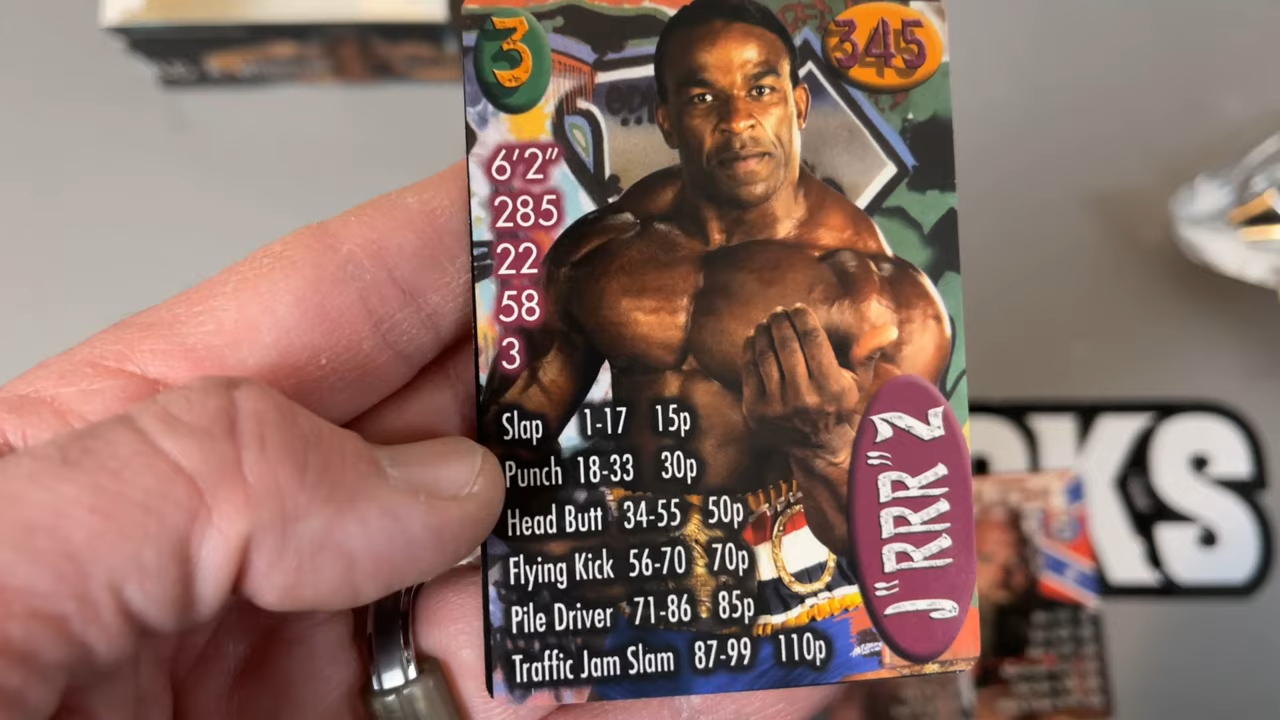 3
345
6'2"
285
22
58
3
Slap 1-17 15p
Punch 18-33 30p
Head Butt 34-55 50p
Flying Kick 56-70 70p
Pile Driver 71-86 85p
Traffic Jam Slam 87-99 110p
J"RRR"Z
KS